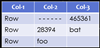 Col-1 Col-2 Col-3
Row ------ 465361
Row 28394 bat
Row foo